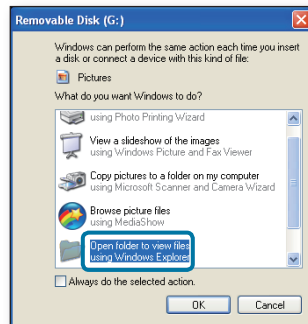 Removable Disk (G:)
Windows can perform the same action each time you insert
a disk or connect a device with this kind of file:
Pictures
What do you want Windows to do?
using Photo Printing Wizard
View a slideshow of the images
using Windows Picture and Fax Viewer
Copy pictures to a folder on my computer
using Microsoft Scanner and Camera Wizard
Browse picture files
using MediaShow
Open folder to view files
using Windows Explorer
Always do the selected action.
OK
Cancel